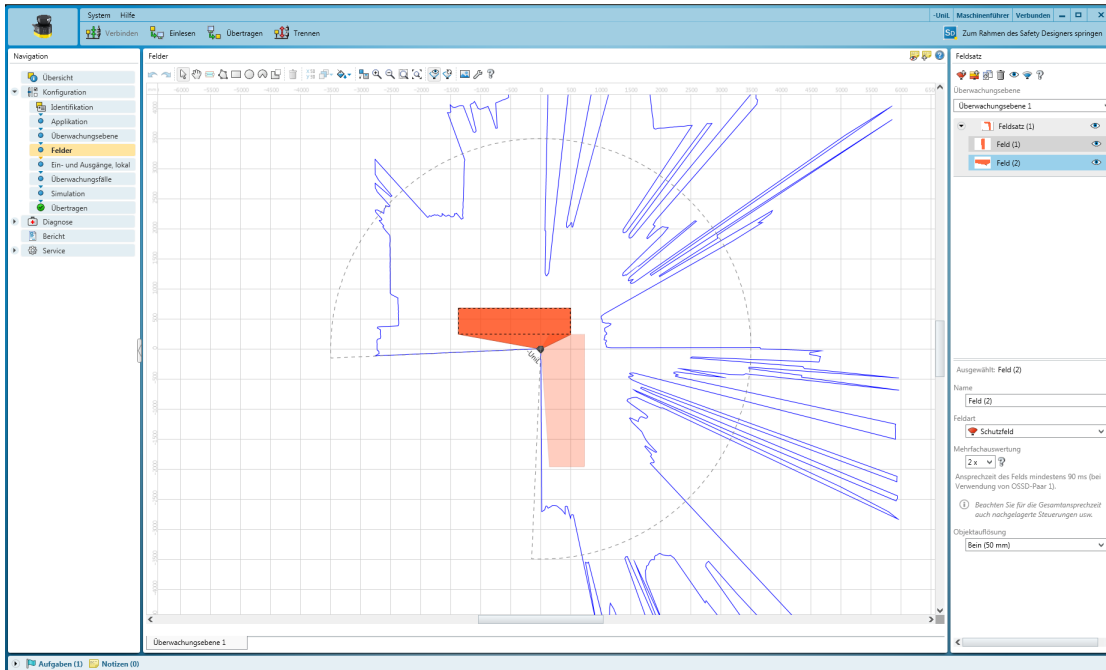 System Hilfe
-UniL Maschinenführer Verbunden
Verbinden Einlesen Übertragen Trennen
So Zum Rahmen des Safety Designers springen
Navigation
Übersicht
Konfiguration
Identifikation
Applikation
Überwachungsebene
Felder
Ein- und Ausgänge, lokal
Überwachungsfälle
Simulation
Übertragen
Diagnose
Bericht
Service
Felder
-UniL
Überwachungsebene 1
Feldsatz
Überwachungsebene
Überwachungsebene 1
Feldsatz (1)
Feld (1)
Feld (2)
Ausgewählt: Feld (2)
Name
Feld (2)
Feldart
Schutzfeld
Mehrfachauswertung
2 x
Ansprechzeit des Felds mindestens 90 ms (bei
Verwendung von OSSD-Paar 1).
Beachten Sie für die Gesamtansprechzeit
auch nachgelagerte Steuerungen usw.
Objektauflösung
Bein (50 mm)
Aufgaben (1) Notizen (0)